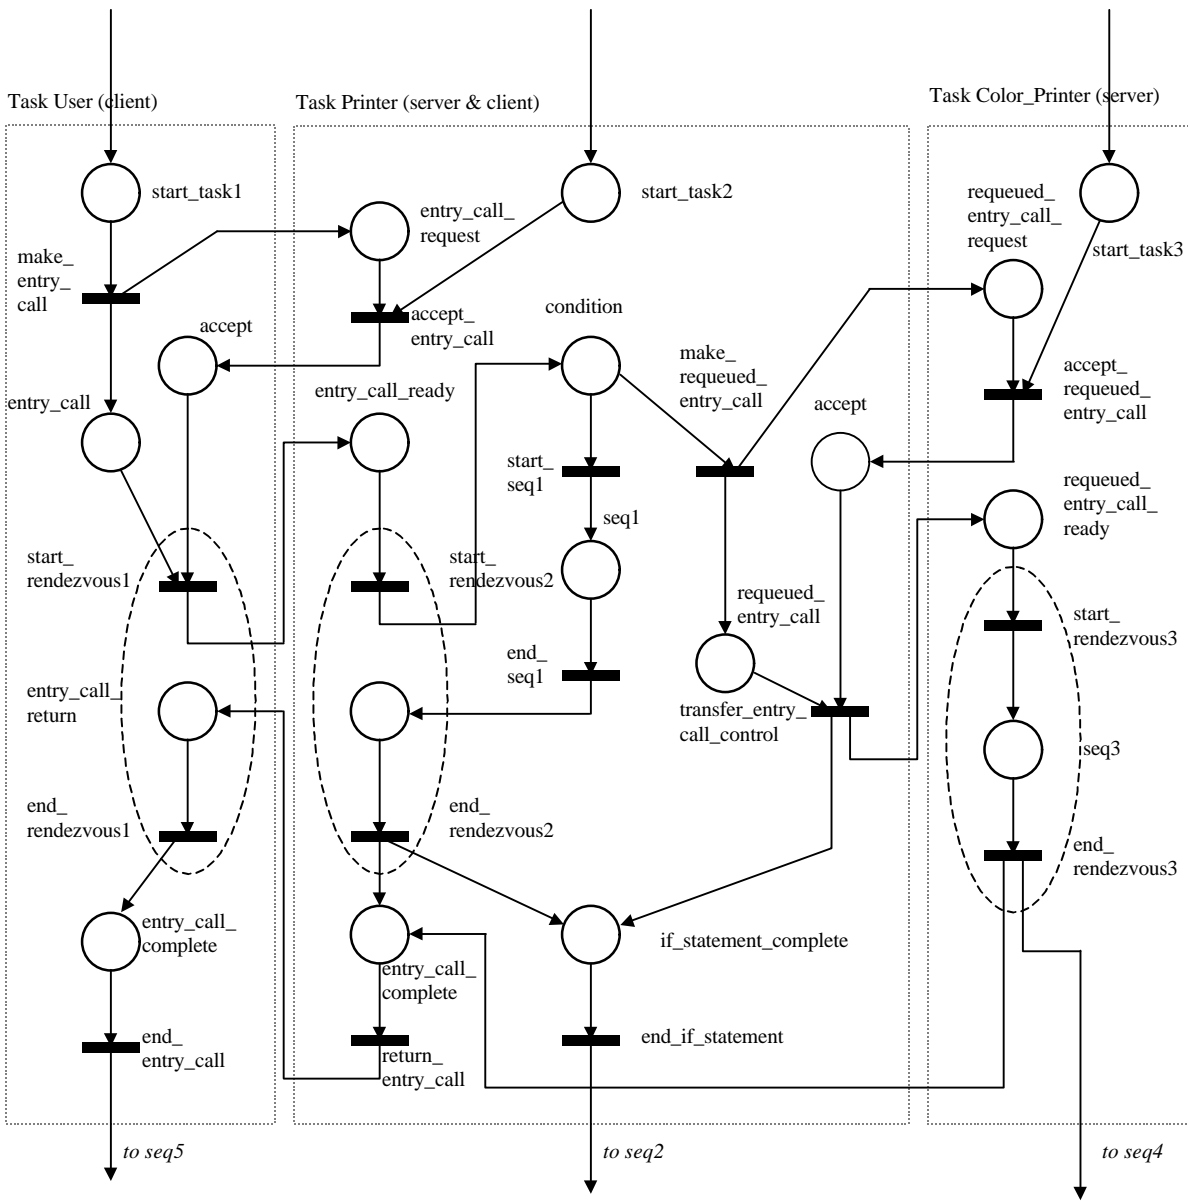 Task User (client)
Task Printer (server & client)
Task Color_Printer (server)
start_task1
make_
entry_
call
accept
entry_call
start_
rendezvous1
entry_call_
return
end_
rendezvous1
entry_call_
complete
end_
entry_call
to seq5
entry_call_
request
start_task2
accept_
entry_call
condition
entry_call_ready
make_
requeued_
entry_call
accept
start_
seq1
seq1
start_
rendezvous2
requeued_
entry_call
end_
seq1
transfer_entry_
call_control
end_
rendezvous2
if_statement_complete
entry_call_
complete
end_if_statement
return_
entry_call
to seq2
requeued_
entry_call_
request
start_task3
accept_
requeued_
entry_call
requeued_
entry_call_
ready
start_
rendezvous3
seq3
end_
rendezvous3
to seq4